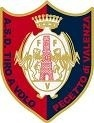 A.S.D. TIRO A VOLO
PECETTO di VALENZA
F V